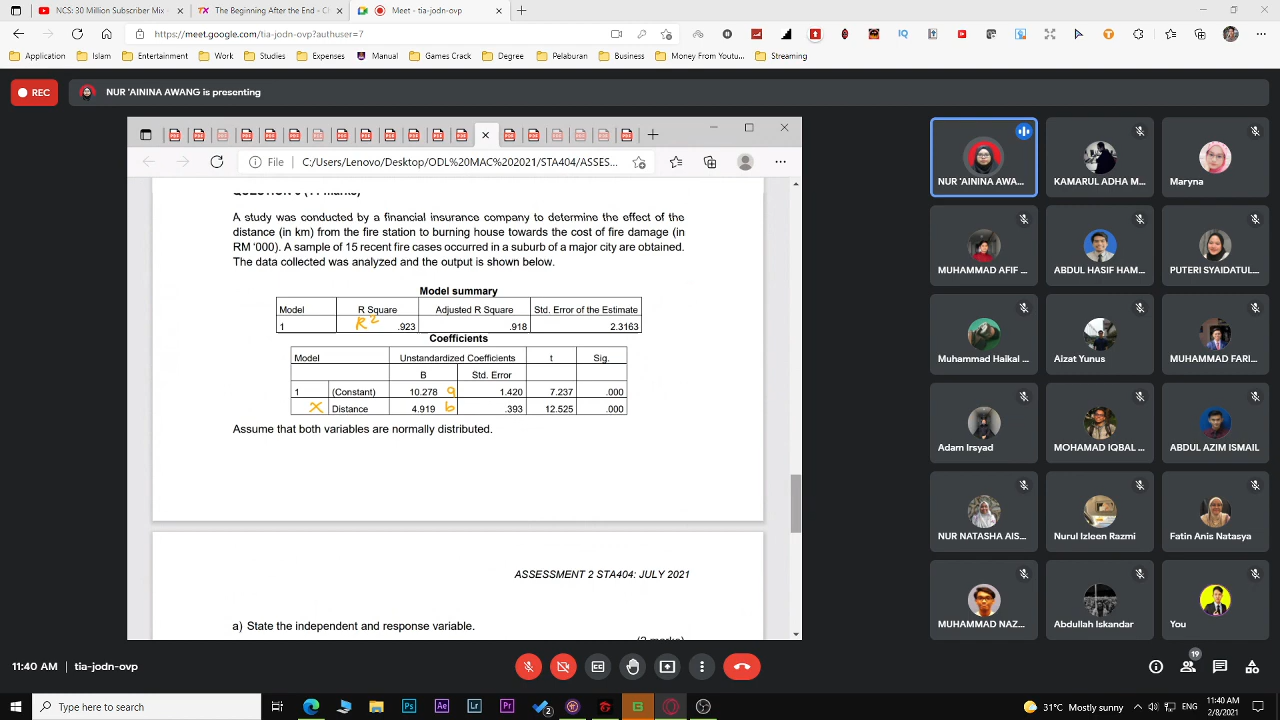 NCS: 30 Million Subscriber Mix
The Beginning After the End - Cl
Meet - tia-jodn-ovp
https://meet.google.com/tia-jodn-ovp?authuser=7
Application
Islam
Entertainment
Work
Studies
Expenses
Manual
Games Crack
Degree
Pelaburan
Business
Money From Youtu...
Streaming
REC
NUR 'AININA AWANG is presenting
File
C:/Users/Lenovo/Desktop/ODL%20MAC%202021/STA404/ASSES...
A study was conducted by a financial insurance company to determine the effect of the
distance (in km) from the fire station to burning house towards the cost of fire damage (in
RM '000). A sample of 15 recent fire cases occurred in a suburb of a major city are obtained.
The data collected was analyzed and the output is shown below.
Model summary
Model R Square Adjusted R Square Std. Error of the Estimate
1 R² .923 .918 2.3163
Coefficients
Model Unstandardized Coefficients t Sig.
B Std. Error
1 (Constant) 10.278 a 1.420 7.237 .000
x Distance 4.919 b .393 12.525 .000
Assume that both variables are normally distributed.
ASSESSMENT 2 STA404: JULY 2021
a) State the independent and response variable.
NUR 'AININA AWA...
KAMARUL ADHA M...
Maryna
MUHAMMAD AFIF ...
ABDUL HASIF HAM...
PUTERI SYAIDATUL...
Muhammad Haikal ...
Aizat Yunus
MUHAMMAD FARI...
Adam Irsyad
MOHAMAD IQBAL ...
ABDUL AZIM ISMAIL
NUR NATASHA AIS...
Nurul Izleen Razmi
Fatin Anis Natasya
MUHAMMAD NAZ...
Abdullah Iskandar
You
11:40 AM | tia-jodn-ovp
19
Type here to search
Ps
Ae
Lr
Pr
2
31°C Mostly sunny
ENG
11:40 AM
2/8/2021